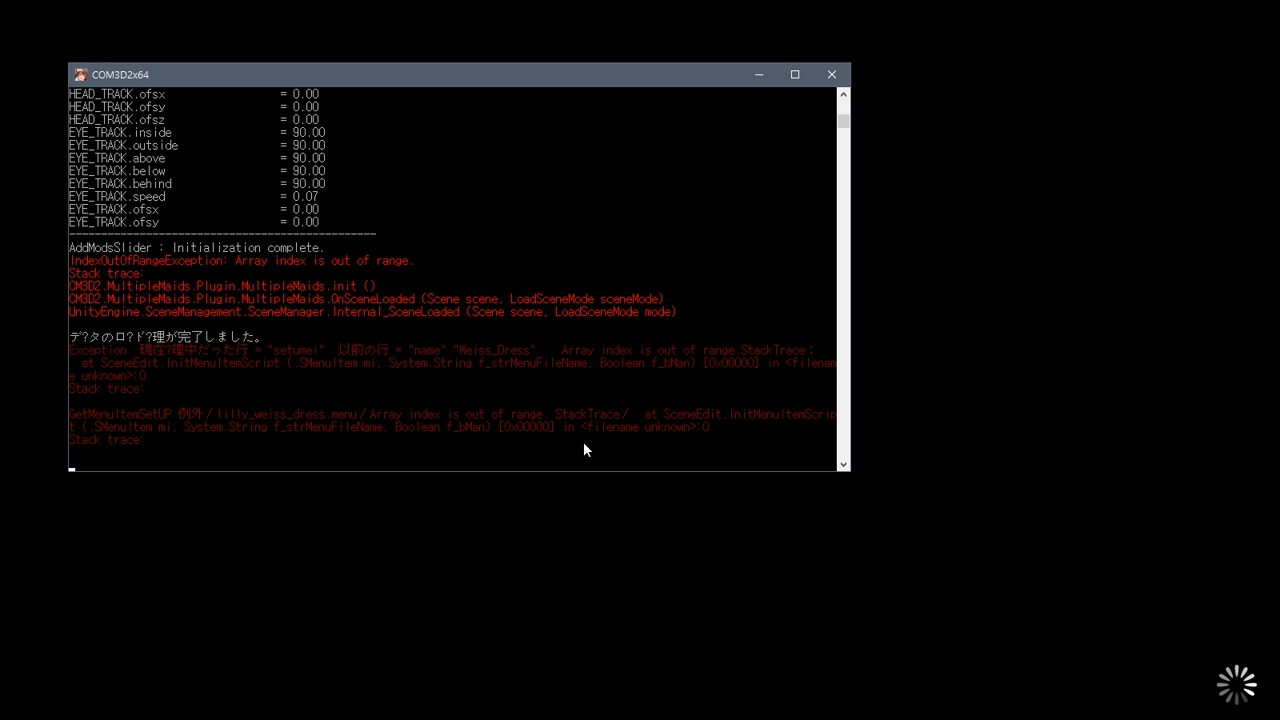 COM3D2x64
HEAD_TRACK.ofsx = 0.00
HEAD_TRACK.ofsy = 0.00
HEAD_TRACK.ofsz = 0.00
EYE_TRACK.inside = 90.00
EYE_TRACK.outside = 90.00
EYE_TRACK.above = 90.00
EYE_TRACK.below = 90.00
EYE_TRACK.behind = 90.00
EYE_TRACK.speed = 0.07
EYE_TRACK.ofsx = 0.00
EYE_TRACK.ofsy = 0.00
------------------------------------------------
AddModsSlider : Initialization complete.
IndexOutOfRangeException: Array index is out of range.
Stack trace:
CM3D2.MultipleMaids.Plugin.MultipleMaids.init ()
CM3D2.MultipleMaids.Plugin.MultipleMaids.OnSceneLoaded (Scene scene, LoadSceneMode sceneMode)
UnityEngine.SceneManagement.SceneManager.Internal_SceneLoaded (Scene scene, LoadSceneMode mode)
デ?タのロ?ド?理が完了しました。
Exception 現在?理中だった行 = "setumei" 以前の行 = "name" "Weiss_Dress" Array index is out of range.StackTrace:
at SceneEdit.InitMenuItemScript (.SMenuItem mi, System.String f_strMenuFileName, Boolean f_bMan) [0x00000] in <filenam
e unknown>:0
Stack trace:
GetMenuItemSetUP 例外/lilly_weiss_dress.menu/Array index is out of range. StackTrace/ at SceneEdit.InitMenuItemScrip
t (.SMenuItem mi, System.String f_strMenuFileName, Boolean f_bMan) [0x00000] in <filename unknown>:0
Stack trace: